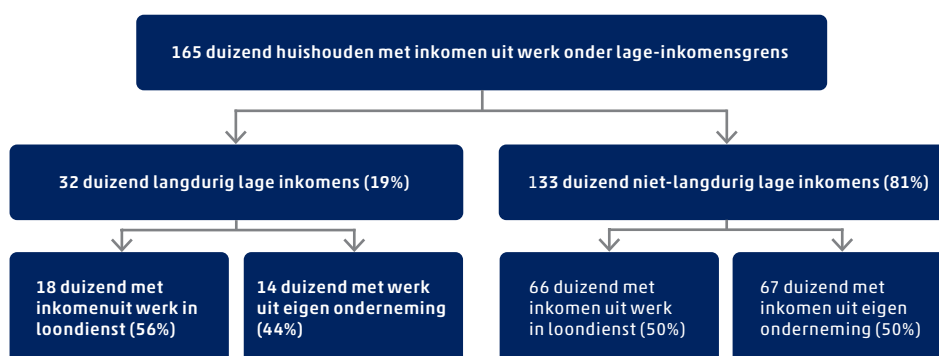 165 duizend huishouden met inkomen uit werk onder lage-inkomensgrens
32 duizend langdurig lage inkomens (19%)
133 duizend niet-langdurig lage inkomens (81%)
18 duizend met
inkomenuit werk in
loondienst (56%)
14 duizend met werk
uit eigen onderneming
(44%)
66 duizend met
inkomen uit werk
in loondienst (50%)
67 duizend met
inkomen uit eigen
onderneming (50%)